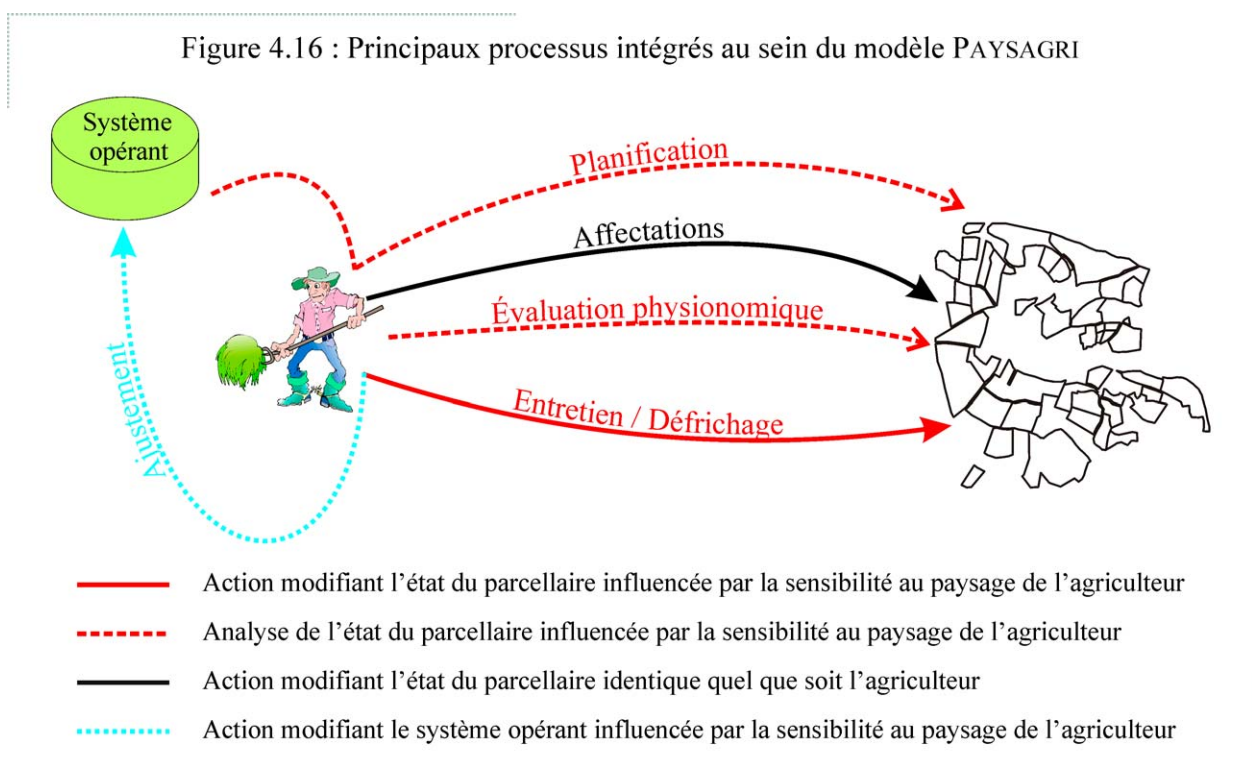 Figure 4.16 : Principaux processus intégrés au sein du modèle PAYSAGRI
Système
opérant
Planification
Affectations
Évaluation physionomique
Entretien / Défrichage
Ajustement
Action modifiant l’état du parcellaire influencée par la sensibilité au paysage de l’agriculteur
Analyse de l’état du parcellaire influencée par la sensibilité au paysage de l’agriculteur
Action modifiant l’état du parcellaire identique quel que soit l’agriculteur
Action modifiant le système opérant influencée par la sensibilité au paysage de l’agriculteur